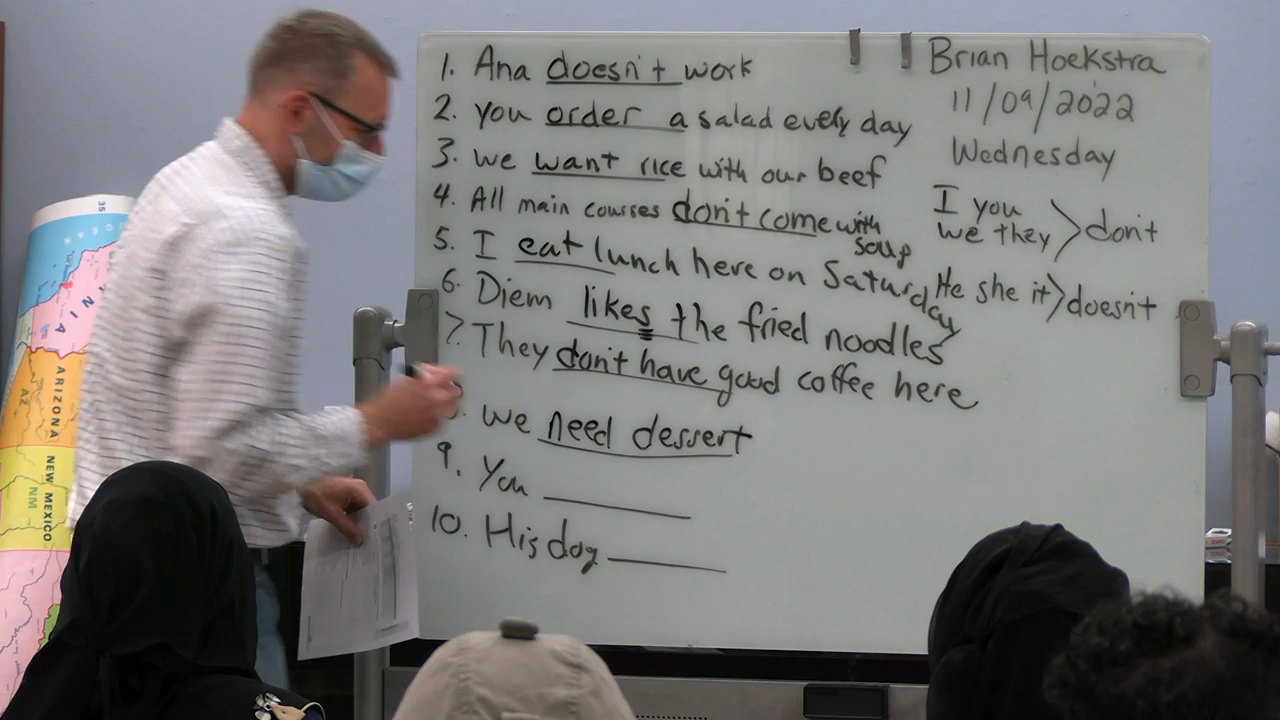 1. Ana doesn't work
2. you order a salad every day
3. we want rice with our beef
4. All main courses don't come with
soup
5. I eat lunch here on Saturday
6. Diem likes the fried noodles
7. They don't have good coffee here
we need dessert
9. You
10. His dog
Brian Hoekstra
11/09/2022
Wednesday
I you
we they > don't
He she it > doesn't
35
OCEAN
NIA
ARIZONA
AZ
NEW MEXICO
NM